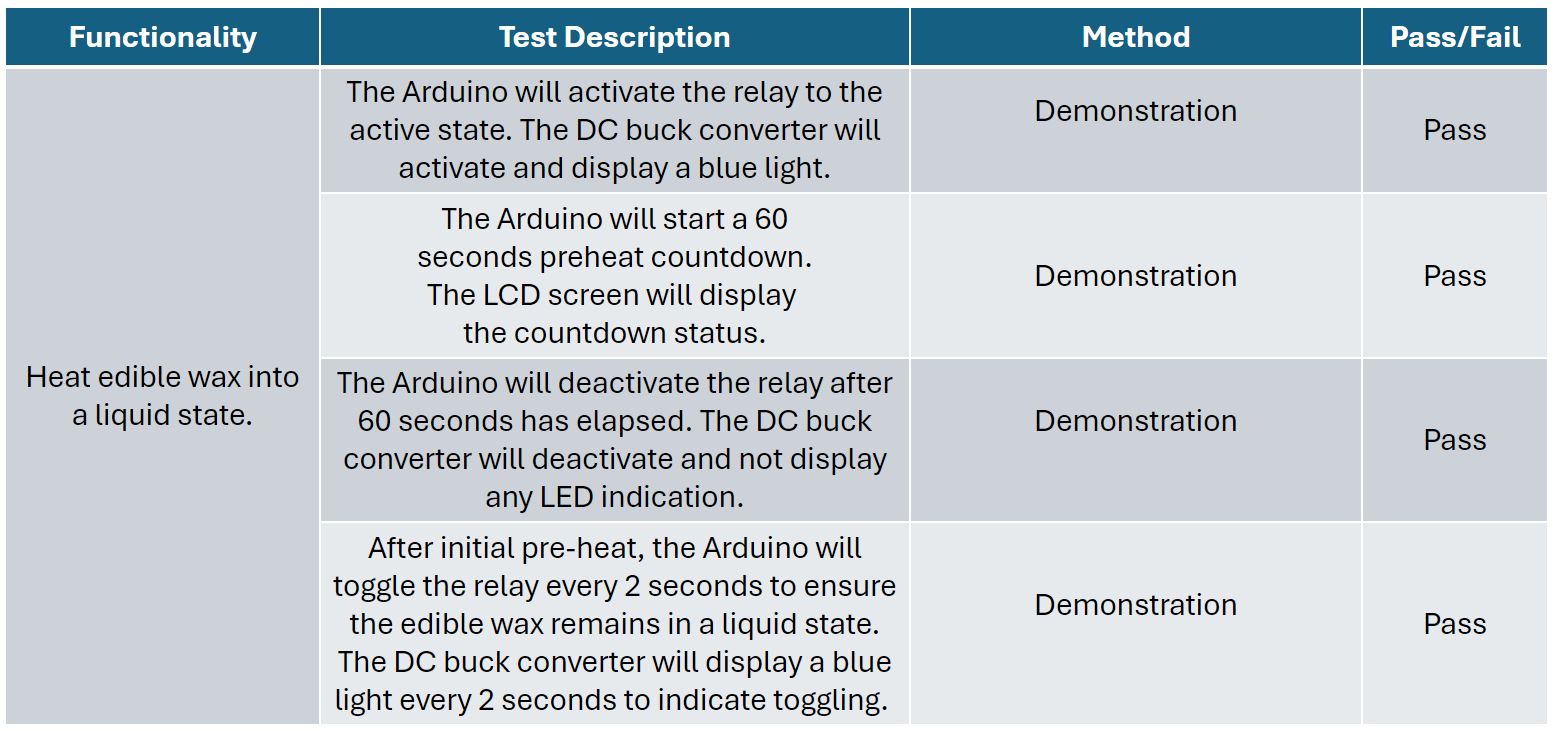 Functionality
Test Description
Method
Pass/Fail
Heat edible wax into
a liquid state.
The Arduino will activate the relay to the
active state. The DC buck converter will
activate and display a blue light.
Demonstration
Pass
The Arduino will start a 60
seconds preheat countdown.
The LCD screen will display
the countdown status.
Demonstration
Pass
The Arduino will deactivate the relay after
60 seconds has elapsed. The DC buck
converter will deactivate and not display
any LED indication.
Demonstration
Pass
After initial pre-heat, the Arduino will
toggle the relay every 2 seconds to ensure
the edible wax remains in a liquid state.
The DC buck converter will display a blue
light every 2 seconds to indicate toggling.
Demonstration
Pass